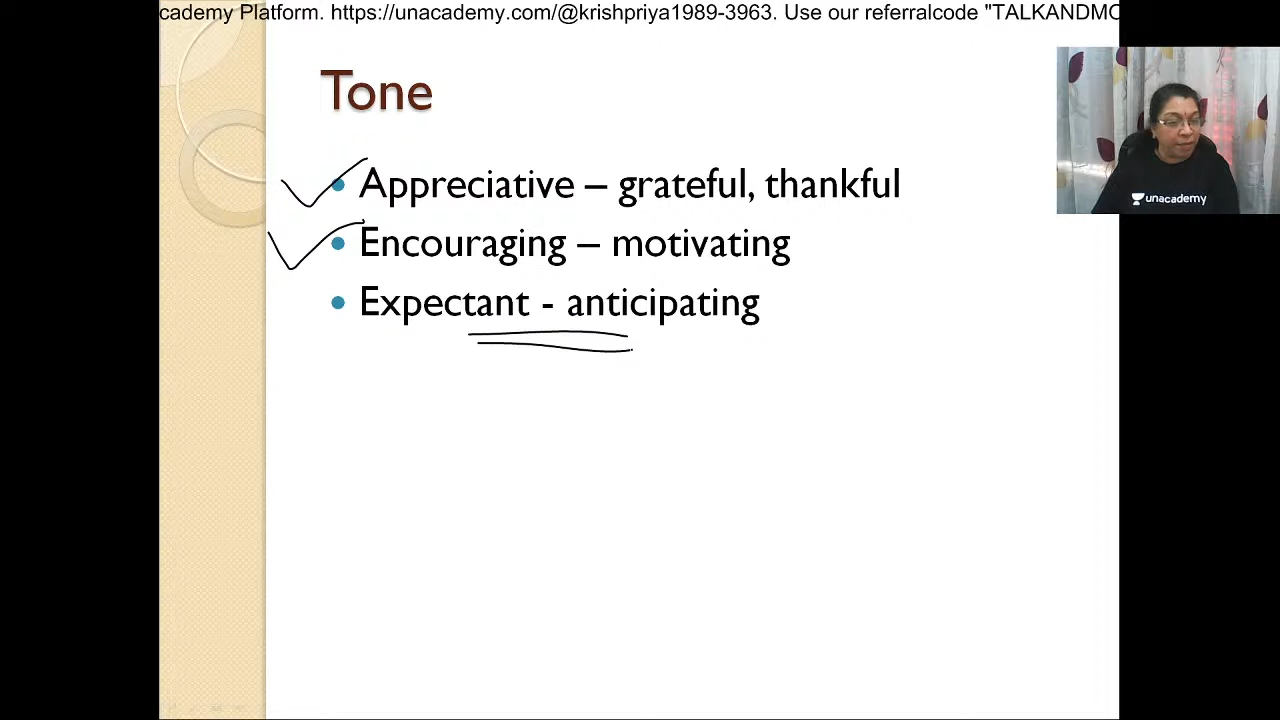 cademy Platform. https://unacademy.com/@krishpriya1989-3963. Use our referralcode "TALKANDMO
Tone
Appreciative – grateful, thankful
Encouraging – motivating
Expectant - anticipating
unacademy